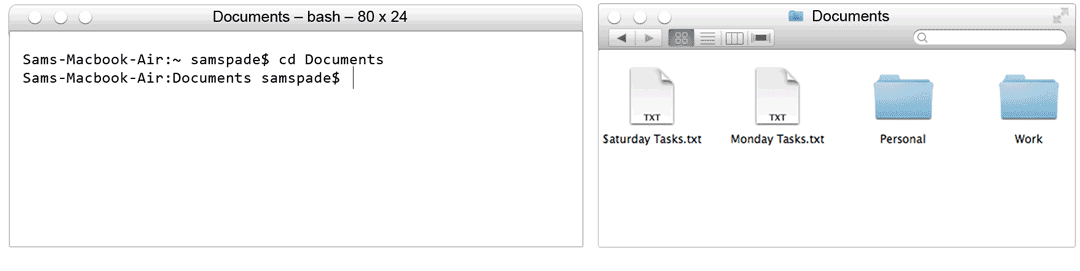 Documents – bash – 80 x 24
Sams-Macbook-Air:~ samspade$ cd Documents
Sams-Macbook-Air:Documents samspade$
Documents
TXT
TXT
Saturday Tasks.txt
Monday Tasks.txt
Personal
Work